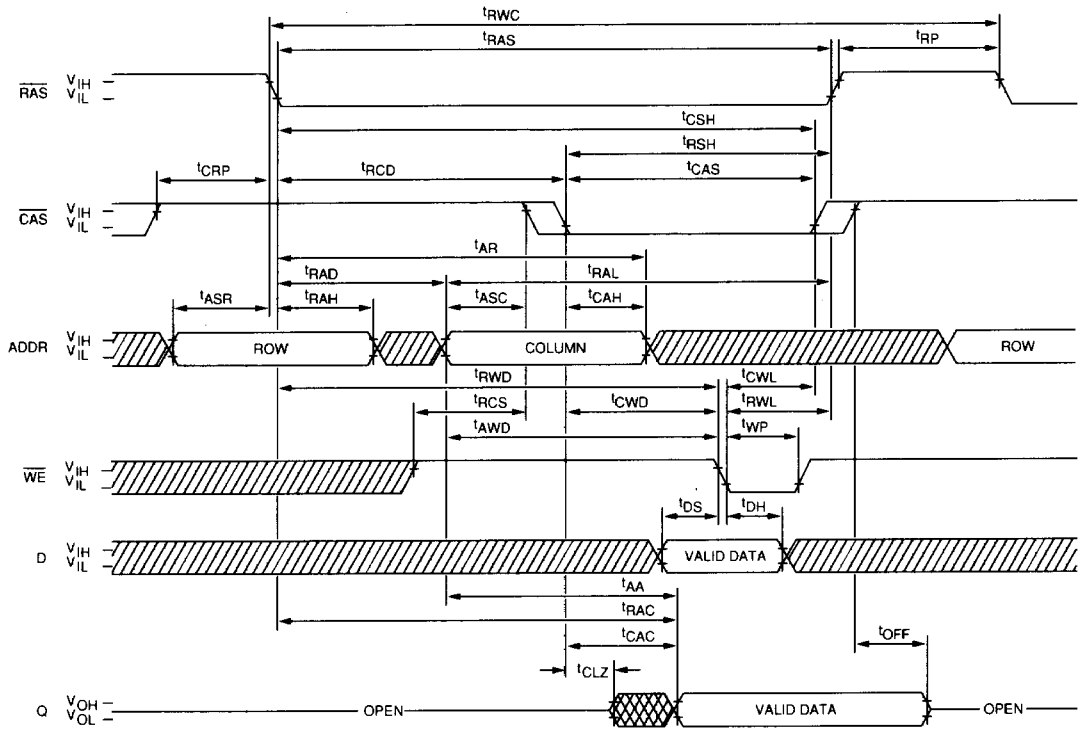 tRWC
tRAS
tRP
RAS VIH
VIL
tCSH
tRSH
tCRP tRCD tCAS
CAS VIH
VIL
tAR
tRAD tRAL
tASR tRAH tASC tCAH
ADDR VIH
VIL
ROW COLUMN ROW
tRWD tCWL
tRCS tCWD tRWL
tAWD tWP
WE VIH
VIL
tDS tDH
D VIH
VIL
VALID DATA
tAA
tRAC
tCAC tOFF
tCLZ
Q VOH
VOL
OPEN VALID DATA OPEN